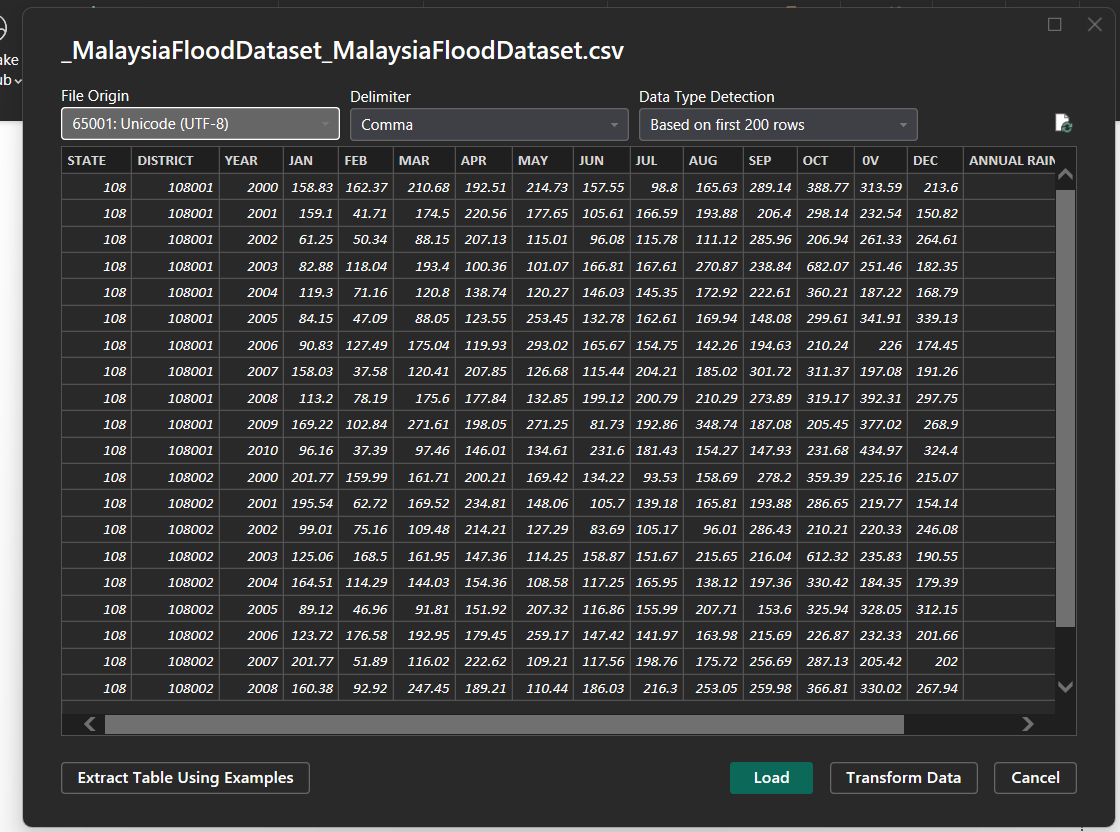 ake
ub
_MalaysiaFloodDataset_MalaysiaFloodDataset.csv
File Origin Delimiter Data Type Detection
65001: Unicode (UTF-8) Comma Based on first 200 rows
STATE DISTRICT YEAR JAN FEB MAR APR MAY JUN JUL AUG SEP OCT 0V DEC ANNUAL RAIN
108 108001 2000 158.83 162.37 210.68 192.51 214.73 157.55 98.8 165.63 289.14 388.77 313.59 213.6
108 108001 2001 159.1 41.71 174.5 220.56 177.65 105.61 166.59 193.88 206.4 298.14 232.54 150.82
108 108001 2002 61.25 50.34 88.15 207.13 115.01 96.08 115.78 111.12 285.96 206.94 261.33 264.61
108 108001 2003 82.88 118.04 193.4 100.36 101.07 166.81 167.61 270.87 238.84 682.07 251.46 182.35
108 108001 2004 119.3 71.16 120.8 138.74 120.27 146.03 145.35 172.92 222.61 360.21 187.22 168.79
108 108001 2005 84.15 47.09 88.05 123.55 253.45 132.78 162.61 169.94 148.08 299.61 341.91 339.13
108 108001 2006 90.83 127.49 175.04 119.93 293.02 165.67 154.75 142.26 194.63 210.24 226 174.45
108 108001 2007 158.03 37.58 120.41 207.85 126.68 115.44 204.21 185.02 301.72 311.37 197.08 191.26
108 108001 2008 113.2 78.19 175.6 177.84 132.85 199.12 200.79 210.29 273.89 319.17 392.31 297.75
108 108001 2009 169.22 102.84 271.61 198.05 271.25 81.73 192.86 348.74 187.08 205.45 377.02 268.9
108 108001 2010 96.16 37.39 97.46 146.01 134.61 231.6 181.43 154.27 147.93 231.68 434.97 324.4
108 108002 2000 201.77 159.99 161.71 200.21 169.42 134.22 93.53 158.69 278.2 359.39 225.16 215.07
108 108002 2001 195.54 62.72 169.52 234.81 148.06 105.7 139.18 165.81 193.88 286.65 219.77 154.14
108 108002 2002 99.01 75.16 109.48 214.21 127.29 83.69 105.17 96.01 286.43 210.21 220.33 246.08
108 108002 2003 125.06 168.5 161.95 147.36 114.25 158.87 151.67 215.65 216.04 612.32 235.83 190.55
108 108002 2004 164.51 114.29 144.03 154.36 108.58 117.25 165.95 138.12 197.36 330.42 184.35 179.39
108 108002 2005 89.12 46.96 91.81 151.92 207.32 116.86 155.99 207.71 153.6 325.94 328.05 312.15
108 108002 2006 123.72 176.58 192.95 179.45 259.17 147.42 141.97 163.98 215.69 226.87 232.33 201.66
108 108002 2007 201.77 51.89 116.02 222.62 109.21 117.56 198.76 175.72 256.69 287.13 205.42 202
108 108002 2008 160.38 92.92 247.45 189.21 110.44 186.03 216.3 253.05 259.98 366.81 330.02 267.94
Extract Table Using Examples Load Transform Data Cancel